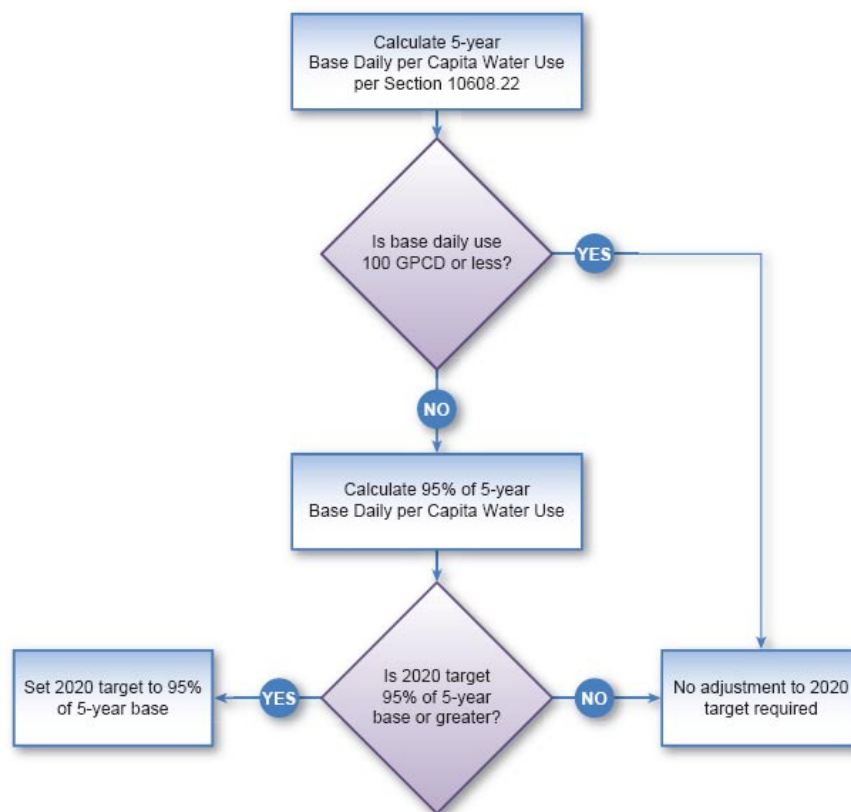 Calculate 5-year
Base Daily per Capita Water Use
per Section 10608.22
Is base daily use
100 GPCD or less?
YES
NO
Calculate 95% of 5-year
Base Daily per Capita Water Use
Is 2020 target
95% of 5-year
base or greater?
YES
Set 2020 target to 95%
of 5-year base
NO
No adjustment to 2020
target required